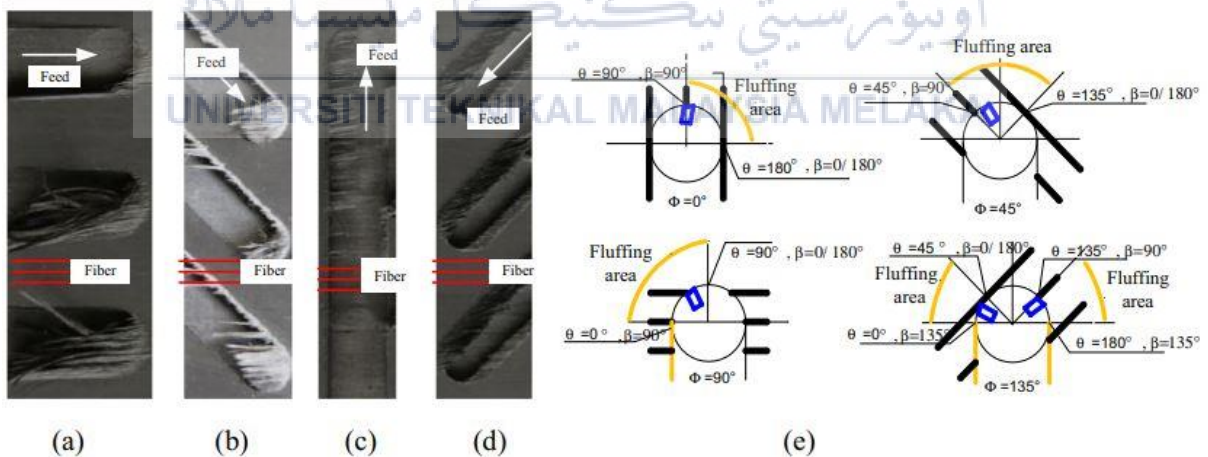 اونيۏرسيتي تيكنيكل مليسيا ملاك
UNIVERSITI TEKNIKAL MALAYSIA MELAKA
Feed
Feed
Feed
Feed
Fiber
Fiber
Fiber
Fiber
(a)
(b)
(c)
(d)
θ =90° , β=90°
Fluffing
area
θ =180° , β=0/ 180°
Φ =0°
Fluffing area
θ =45° , β=90°
θ =135° , β=0/ 180°
Φ =45°
Fluffing
area
θ =90° , β=0/ 180°
θ =0° , β=90°
Φ =90°
θ =45 ° , β=0/ 180°
θ =135° , β=90°
Fluffing
area
Fluffing
area
θ =0° , β=135°
θ =180° , β=135°
Φ =135°
(e)